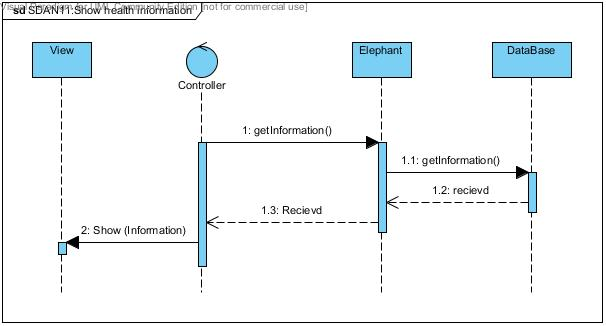 Visual Paradigm for UML Community Edition [not for commercial use]
sd SDAN11:Show health information
View
Elephant
DataBase
Controller
1: getInformation()
1.1: getInformation()
1.2: recievd
1.3: Recievd
2: Show (Information)